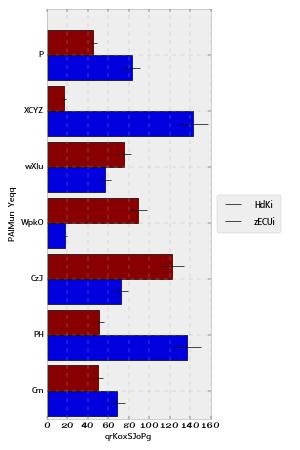 P
XCYZ
wXlu
WpkO
CzJ
PH
Cm
PAlMun Yeqq
0 20 40 60 80 100 120 140 160
qrKoxSJoPg
HdKi
zECUi